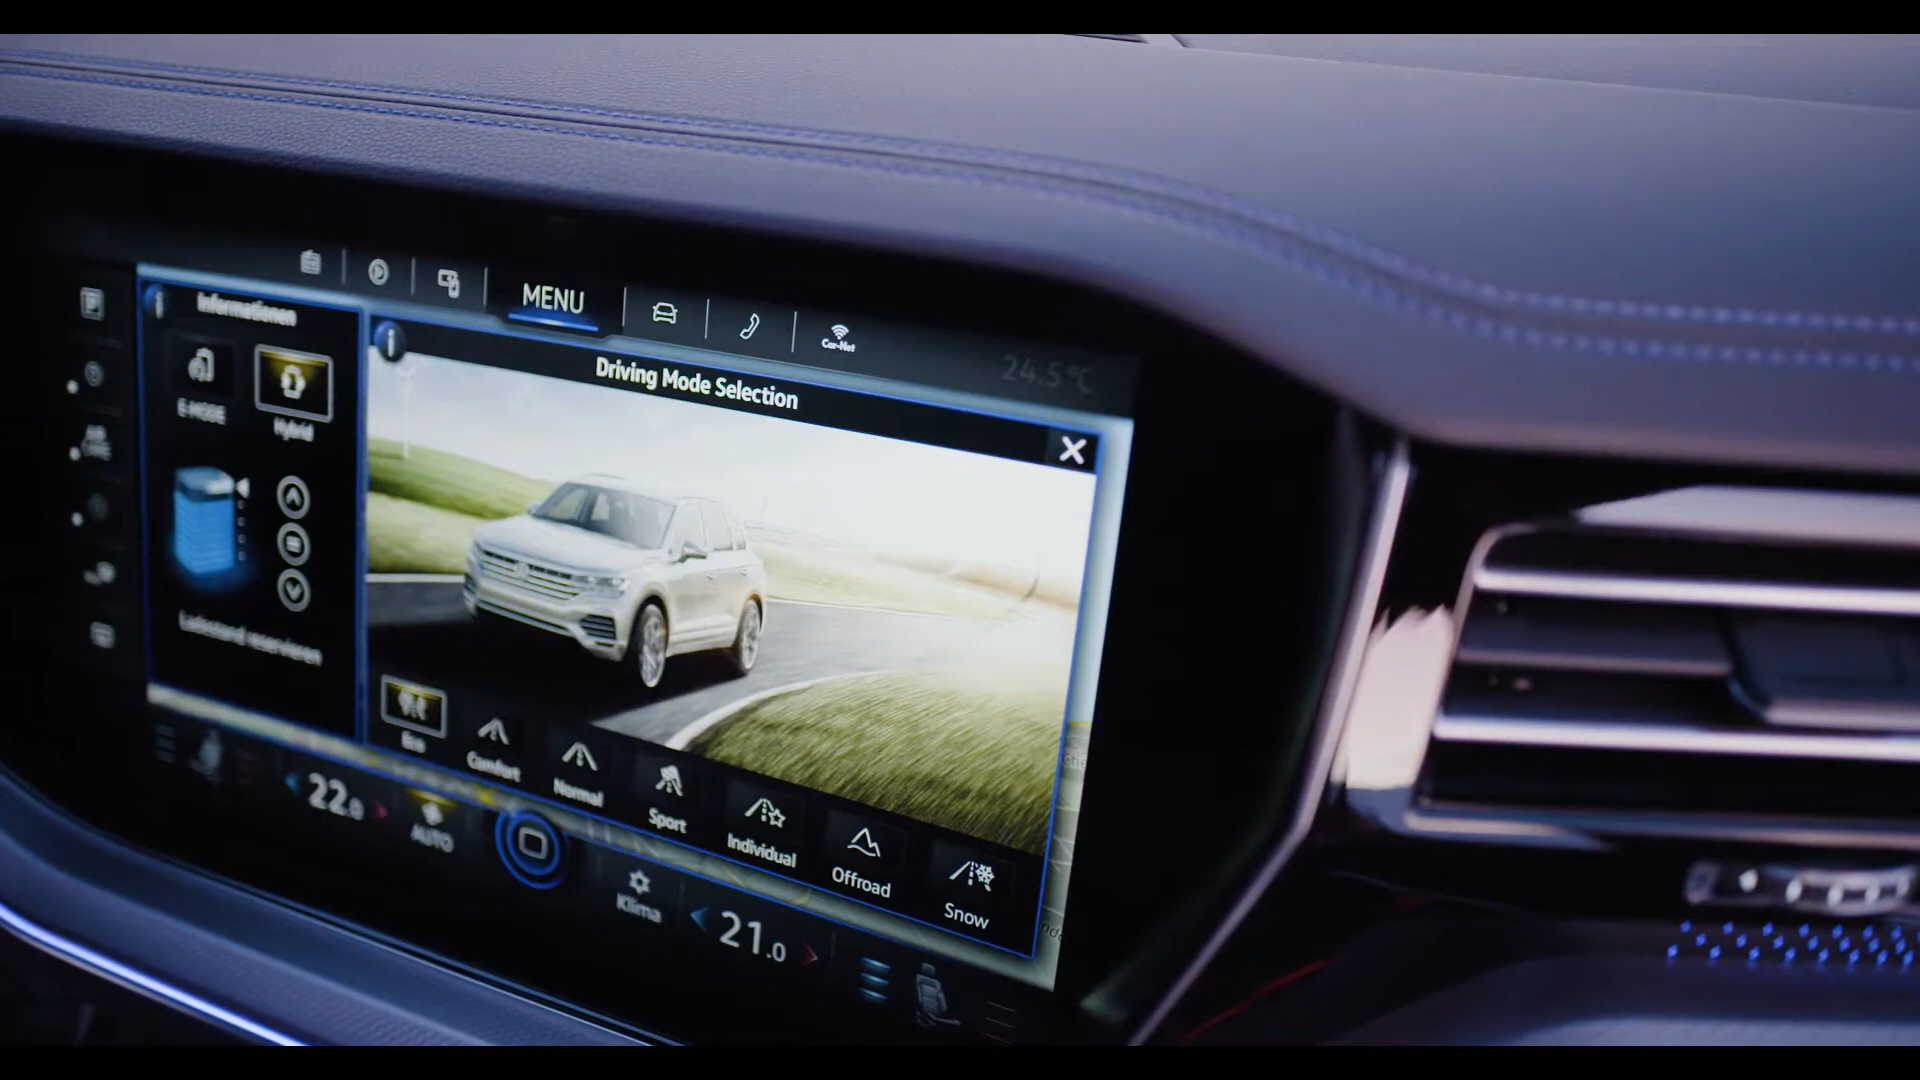 MENU
Car-Net
24.5°C
Informationen
Driving Mode Selection
E-MODE
Hybrid
Ladestand reservieren
Eco
Comfort
Normal
Sport
Individual
Offroad
Snow
22.0
AUTO
Klima
21.0